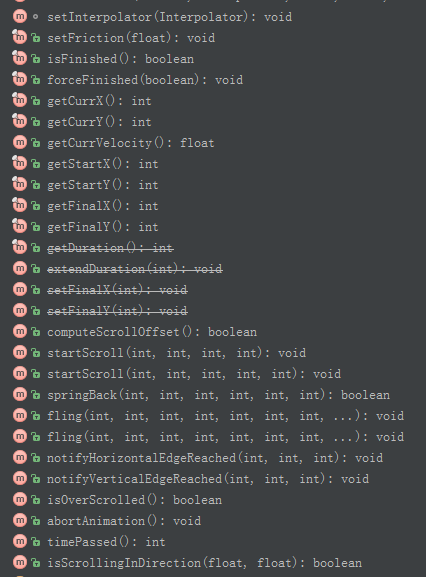 setInterpolator(Interpolator): void
setFriction(float): void
isFinished(): boolean
forceFinished(boolean): void
getCurrX(): int
getCurrY(): int
getCurrVelocity(): float
getStartX(): int
getStartY(): int
getFinalX(): int
getFinalY(): int
getDuration(): int
extendDuration(int): void
setFinalX(int): void
setFinalY(int): void
computeScrollOffset(): boolean
startScroll(int, int, int, int): void
startScroll(int, int, int, int, int): void
springBack(int, int, int, int, int, int): boolean
fling(int, int, int, int, int, int, int, ...): void
fling(int, int, int, int, int, int, int, ...): void
notifyHorizontalEdgeReached(int, int, int): void
notifyVerticalEdgeReached(int, int, int): void
isOverScrolled(): boolean
abortAnimation(): void
timePassed(): int
isScrollingInDirection(float, float): boolean